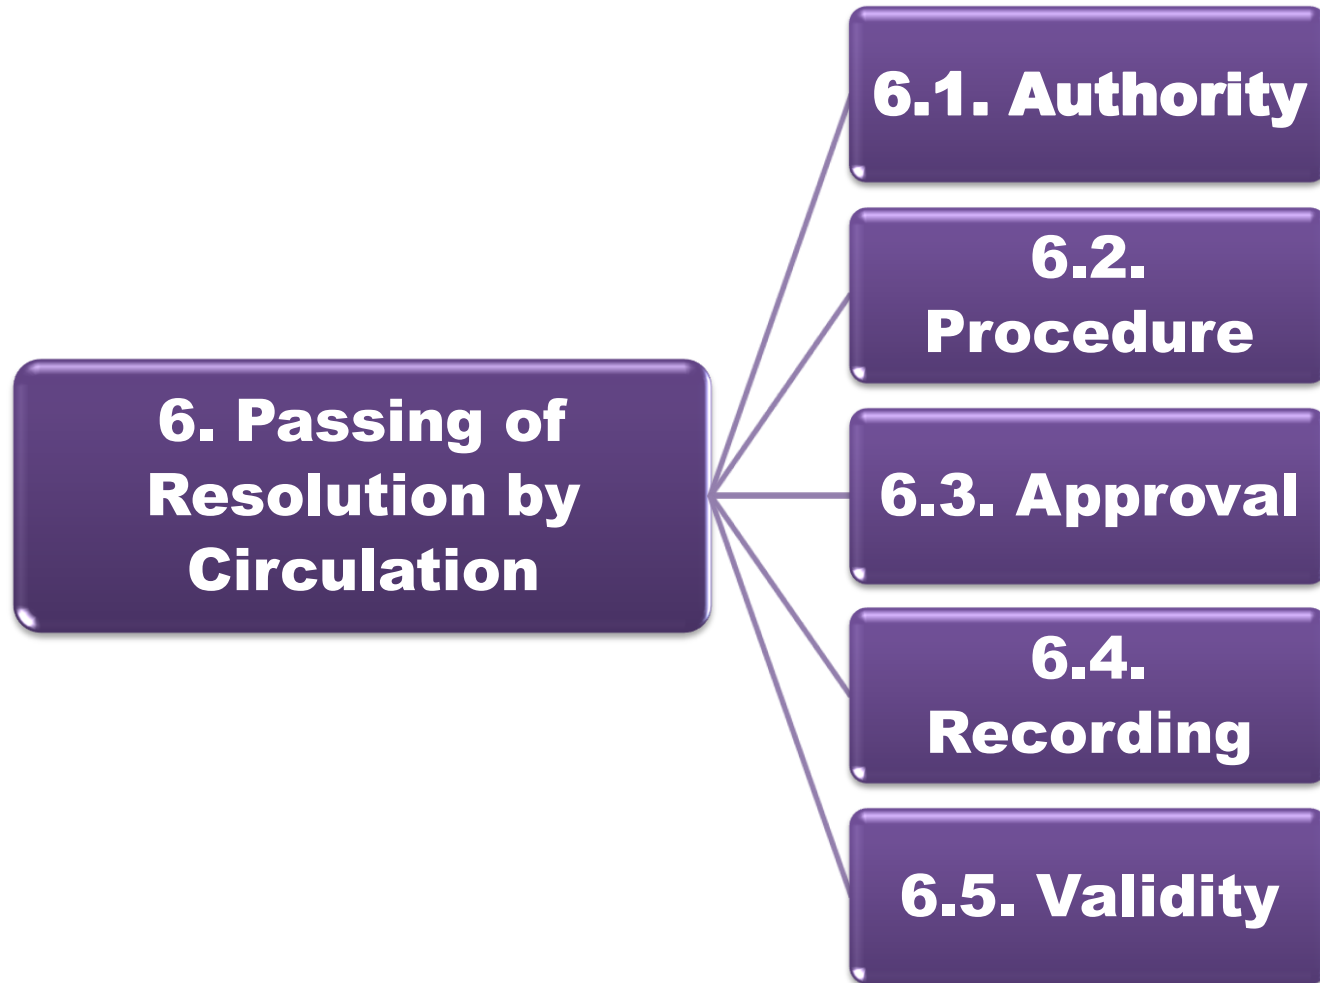 6. Passing of
Resolution by
Circulation
6.1. Authority
6.2.
Procedure
6.3. Approval
6.4.
Recording
6.5. Validity